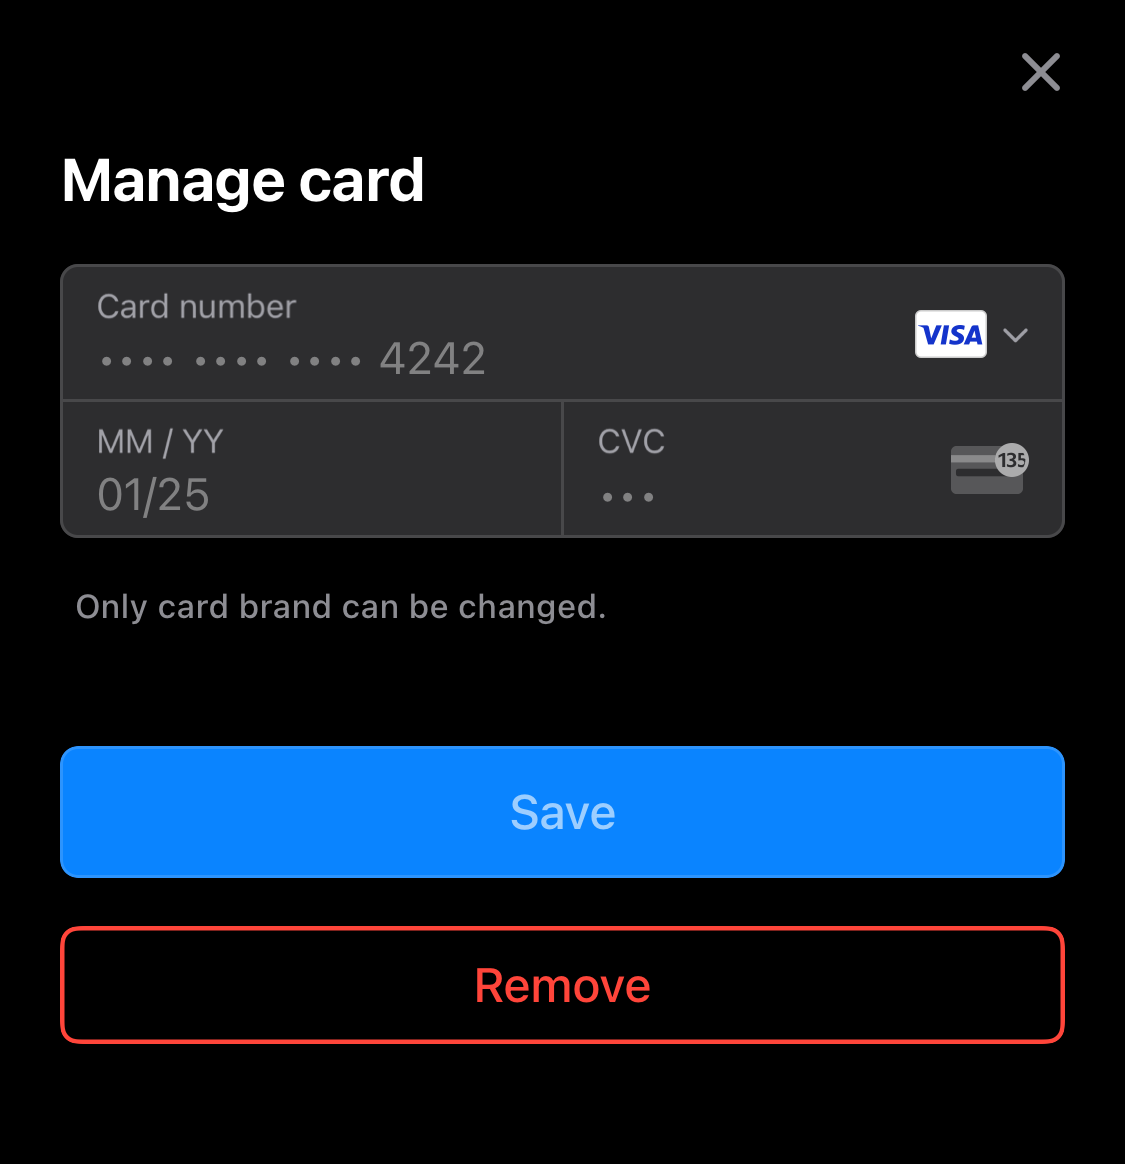 Manage card
Card number
•••• •••• •••• 4242
VISA
MM / YY
01/25
CVC
•••
135
Only card brand can be changed.
Save
Remove